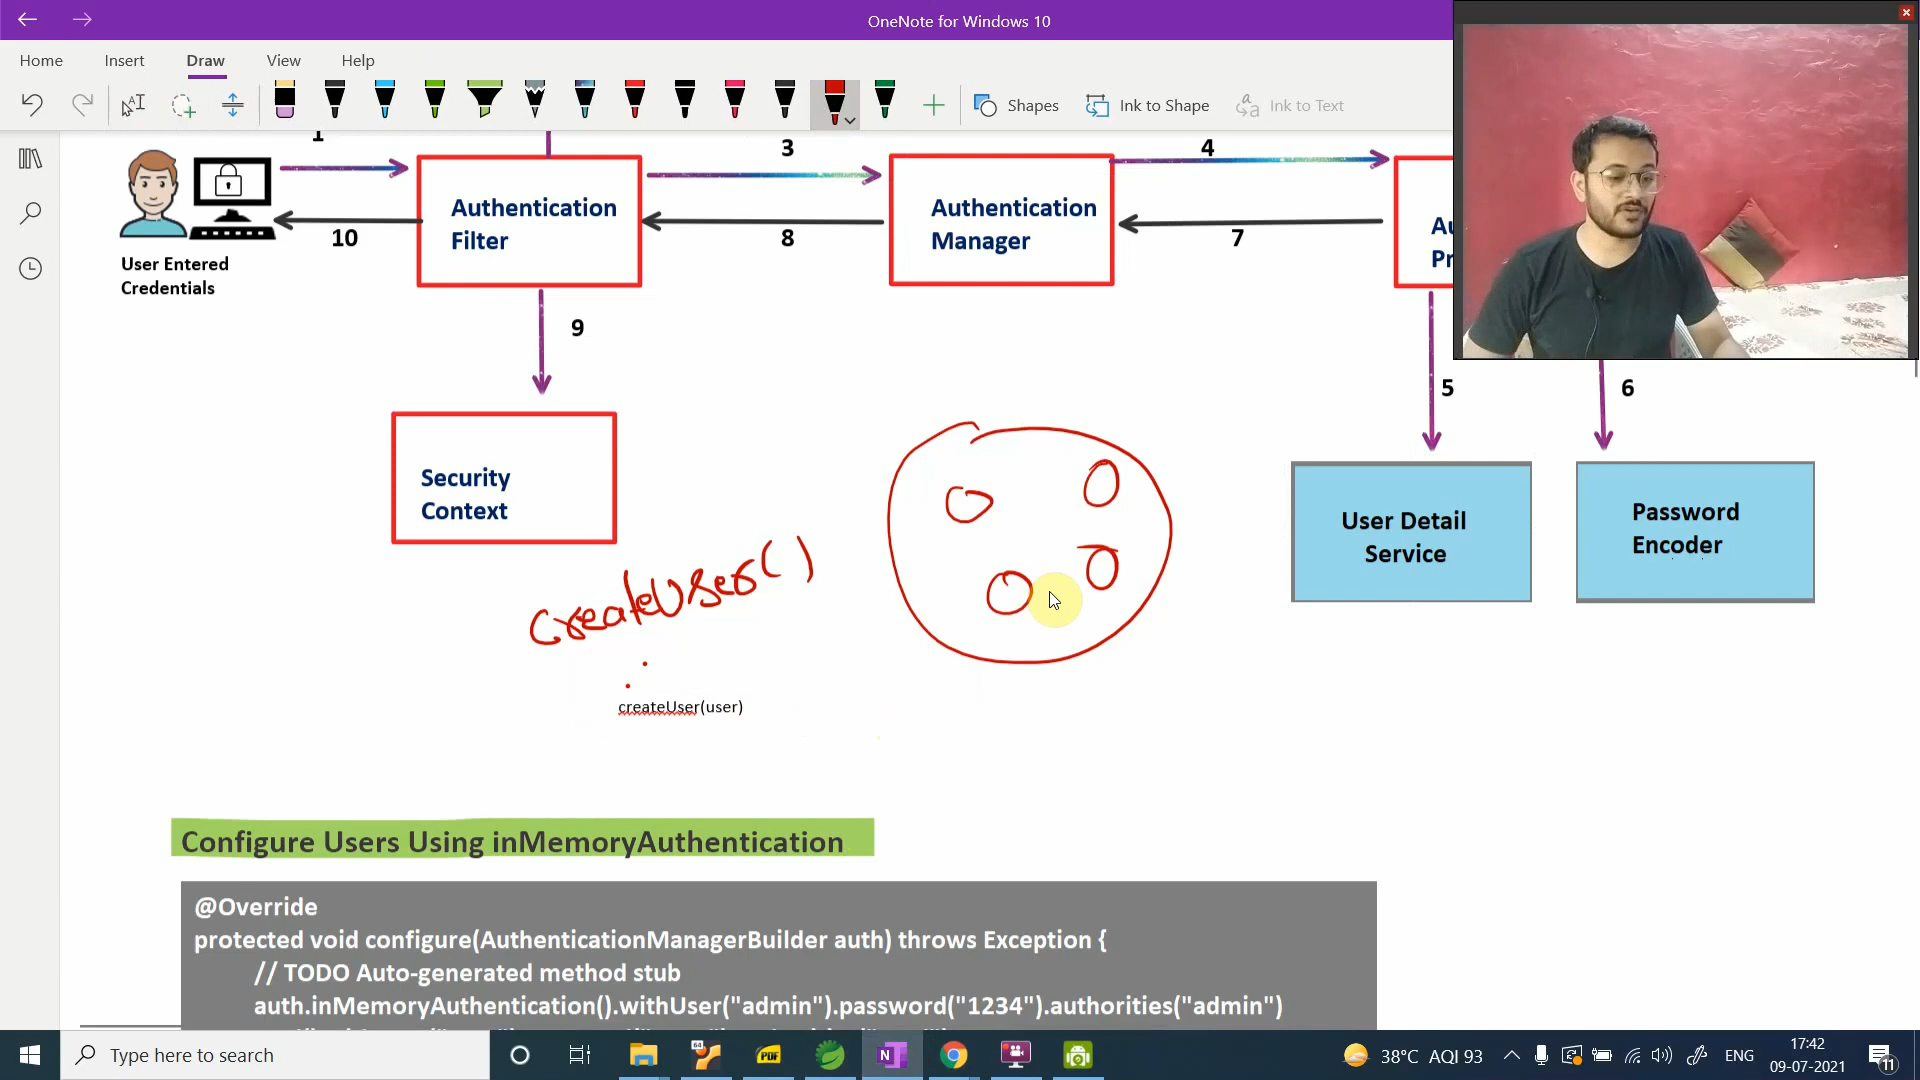 OneNote for Windows 10
Home Insert Draw View Help
Shapes Ink to Shape Ink to Text
1
3
4
Authentication
Filter
Authentication
Manager
10
8
7
User Entered
Credentials
9
5
6
Security
Context
User Detail
Service
Password
Encoder
createUser()
createUser(user)
Configure Users Using inMemoryAuthentication
@Override
protected void configure(AuthenticationManagerBuilder auth) throws Exception {
// TODO Auto-generated method stub
auth.inMemoryAuthentication().withUser("admin").password("1234").authorities("admin")
Type here to search
64
PDF
N
38°C AQI 93
ENG
17:42
09-07-2021
11